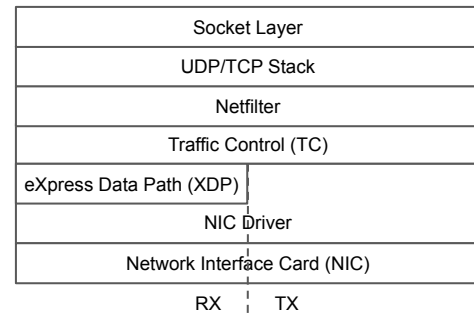 Socket Layer
UDP/TCP Stack
Netfilter
Traffic Control (TC)
eXpress Data Path (XDP)
NIC Driver
Network Interface Card (NIC)
RX TX